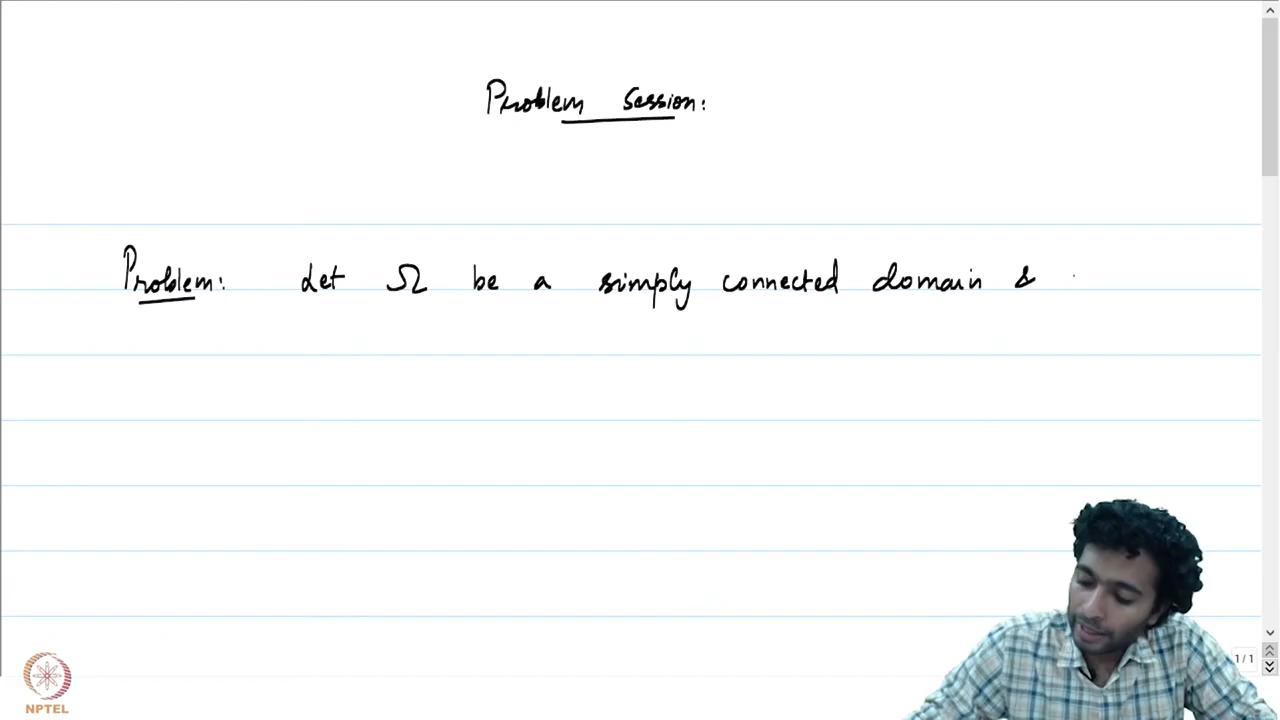 Problem Session:
Problem: Let Ω be a simply connected domain &
1/1
NPTEL